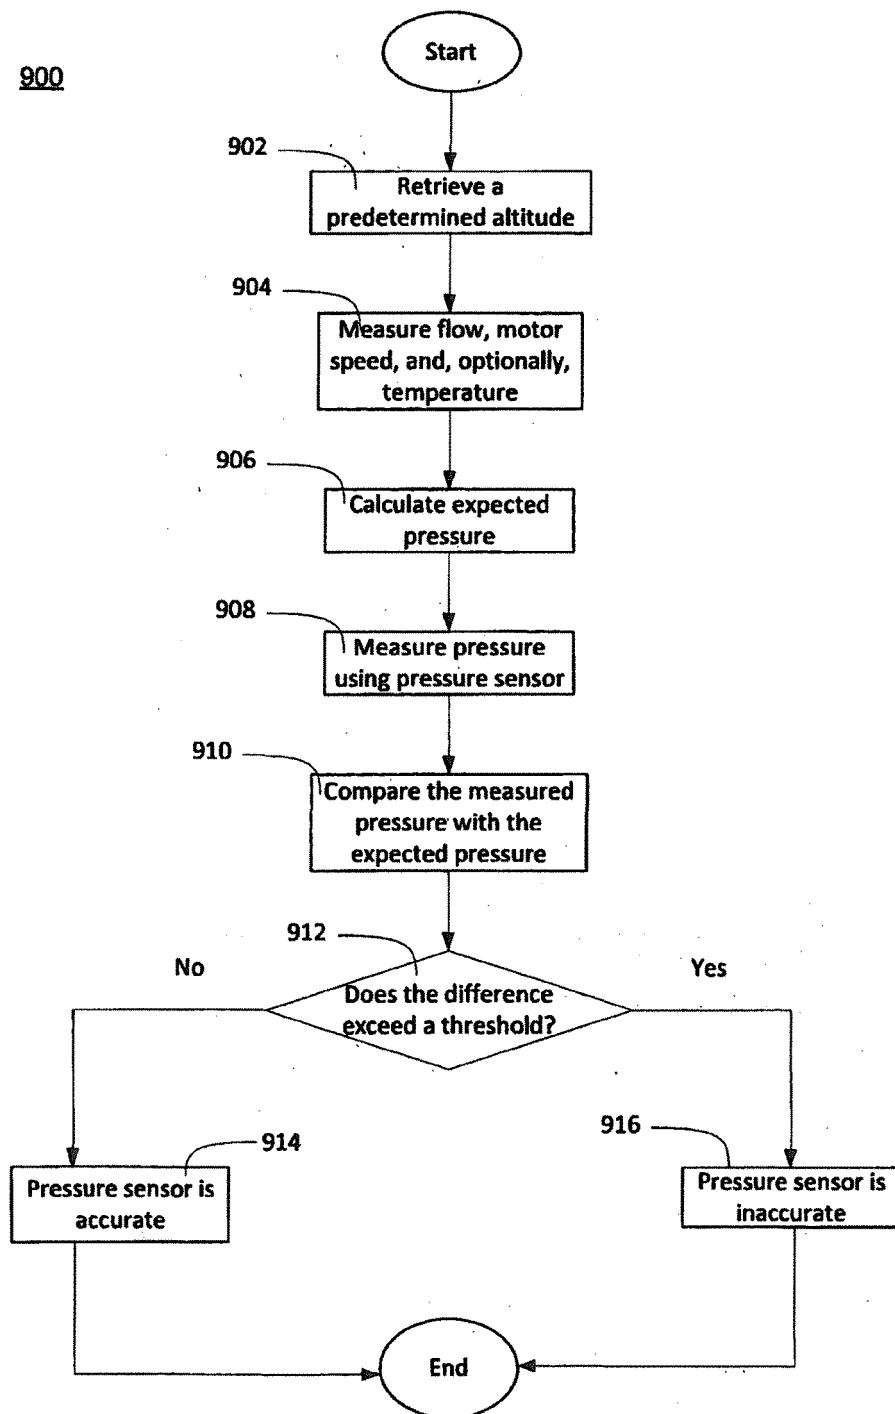 Start
900
902
Retrieve a
predetermined altitude
904
Measure flow, motor
speed, and, optionally,
temperature
906
Calculate expected
pressure
908
Measure pressure
using pressure sensor
910
Compare the measured
pressure with the
expected pressure
912
No
Yes
Does the difference
exceed a threshold?
914
916
Pressure sensor is
accurate
Pressure sensor is
inaccurate
End